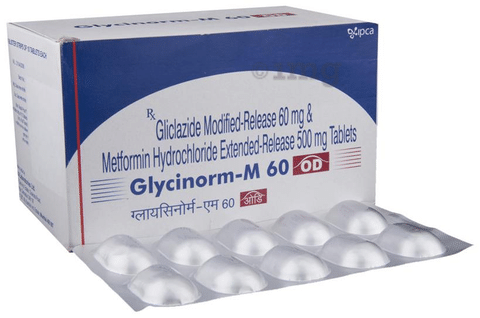 ipca
Rx
Gliclazide Modified-Release 60 mg &
Metformin Hydrochloride Extended-Release 500 mg Tablets
Glycinorm-M 60 OD
ग्लायसिनोर्म-एम 60 ओडि